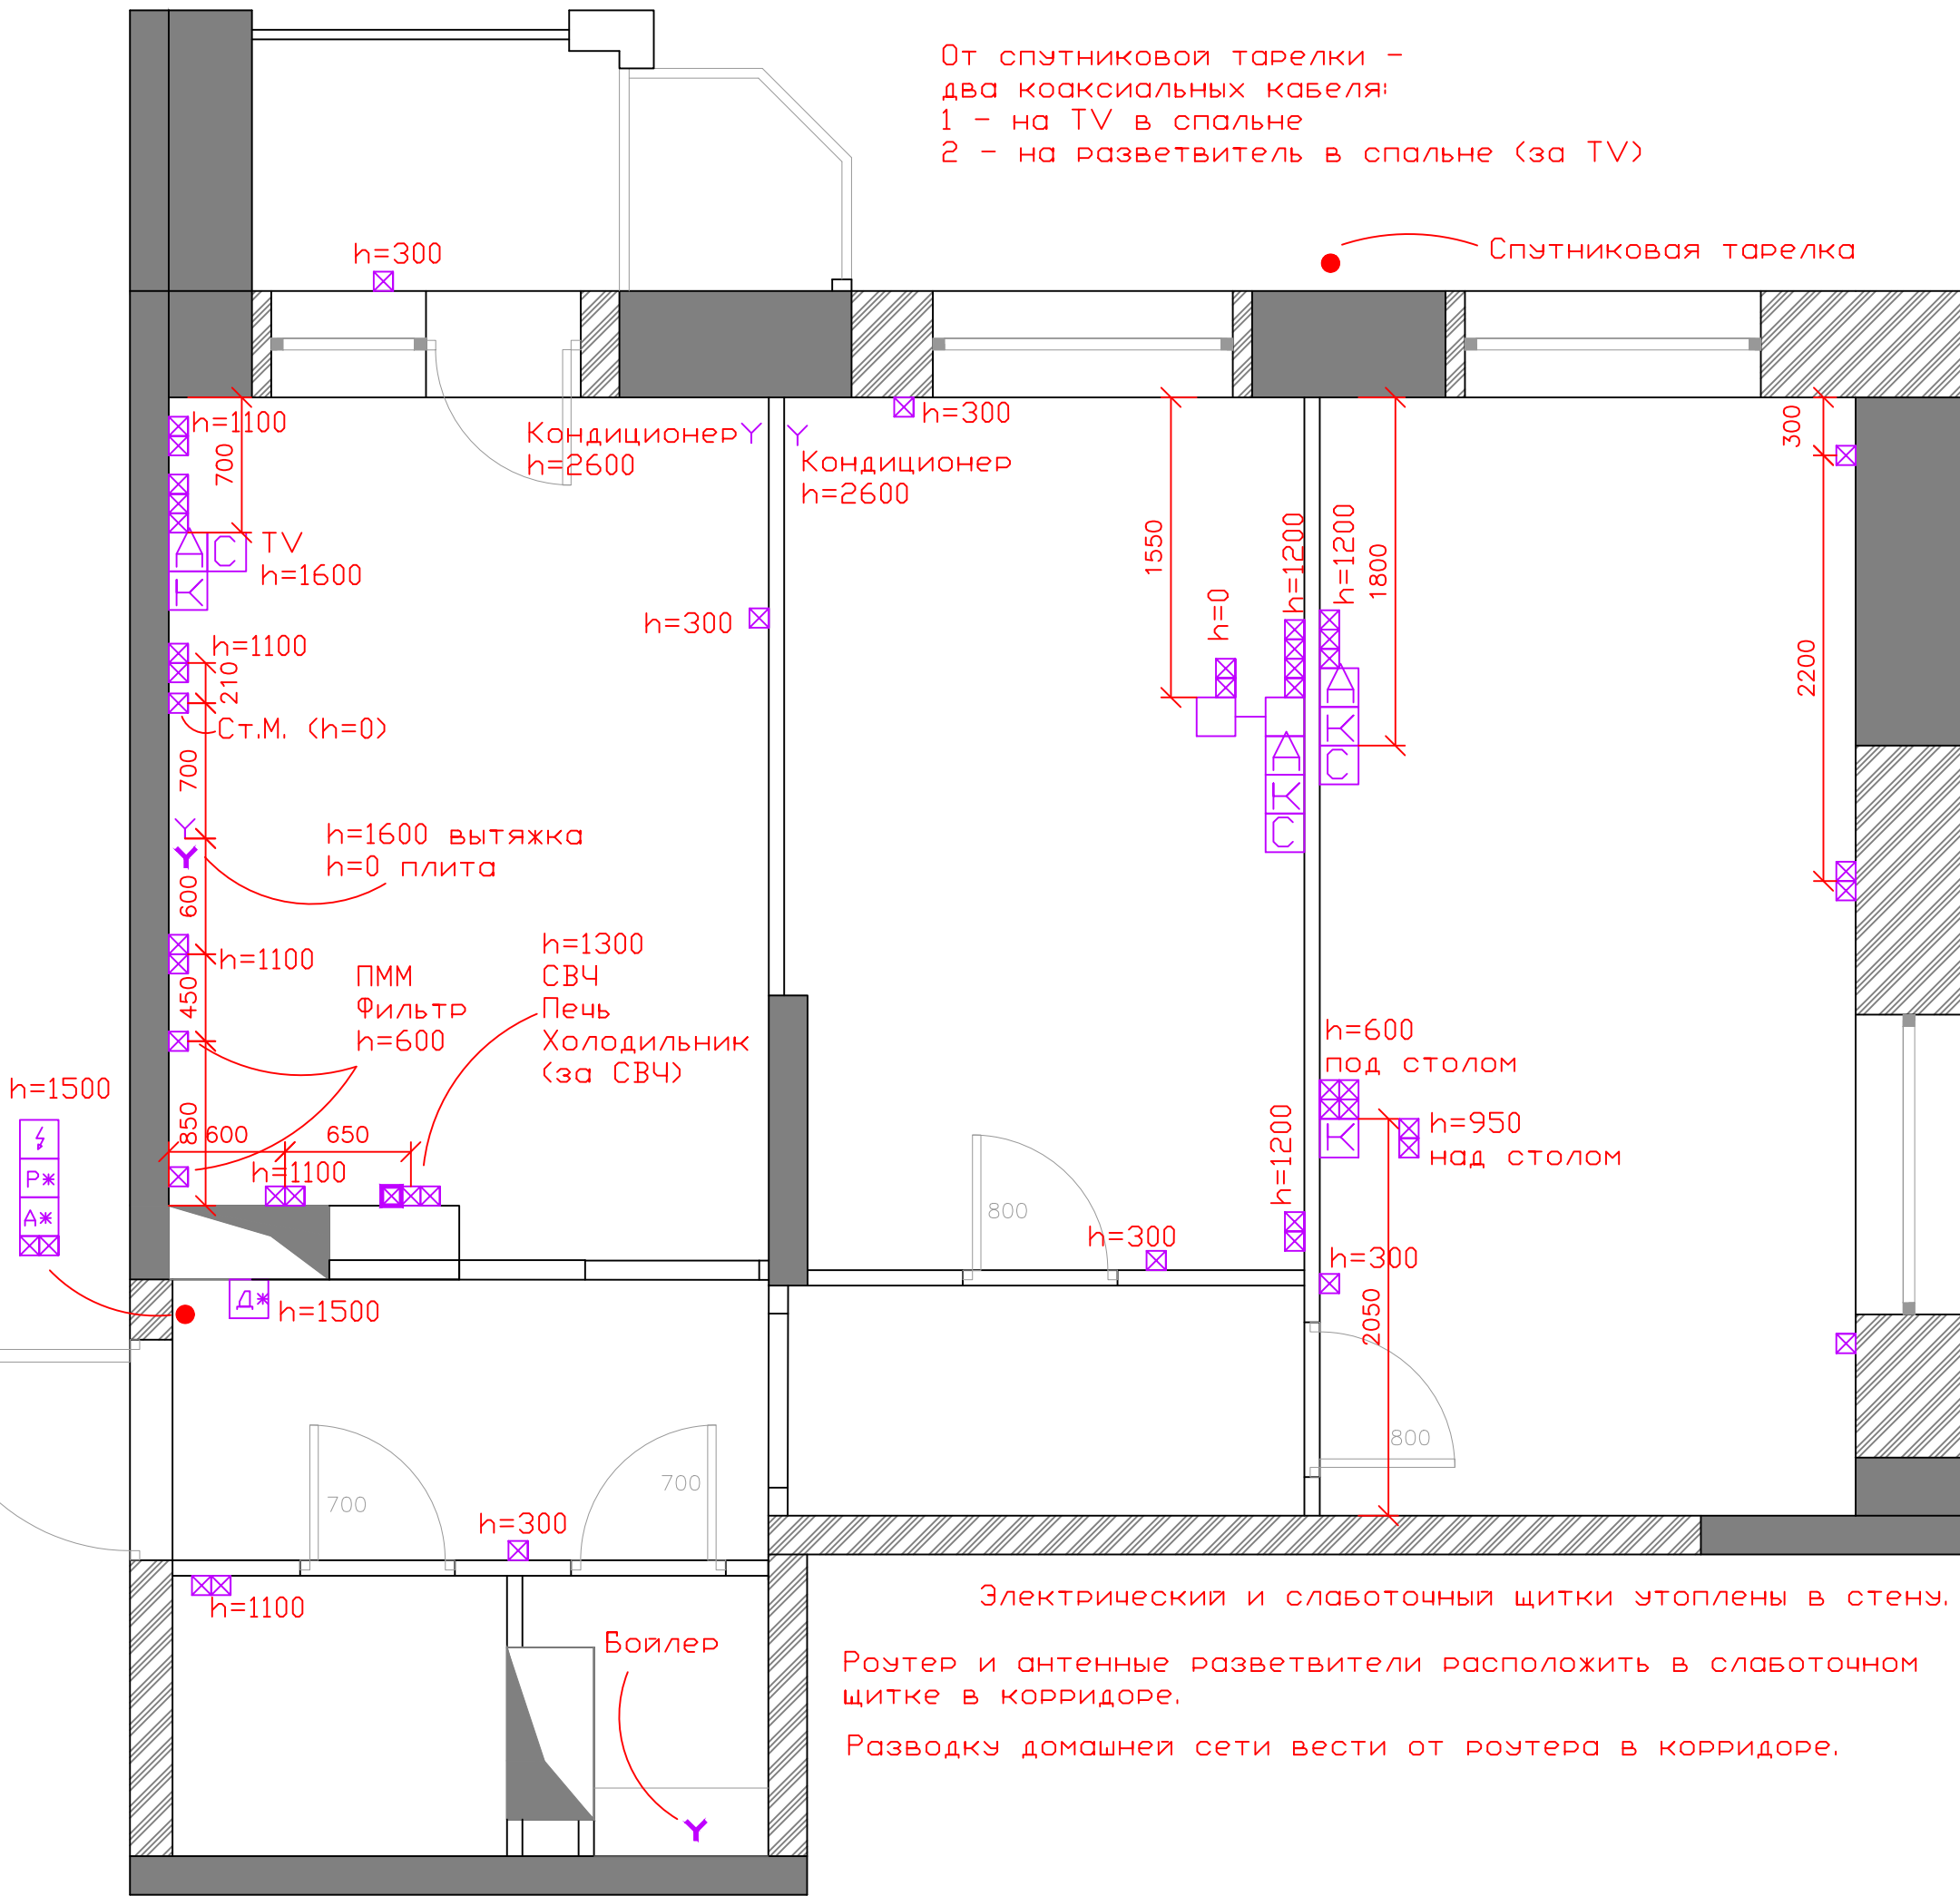 От спутниковой тарелки -
два коаксиальных кабеля:
1 - на TV в спальне
2 - на разветвитель в спальне (за TV)
Спутниковая тарелка
h=300
h=1100
700
Кондиционер Y
h=2600
Y
Кондиционер
h=2600
h=300
300
А С
К
TV
h=1600
1550
h=0
h=1200
h=1200
1800
h=300
h=1100
210
Ст.М. (h=0)
2200
А
К
С
А
К
С
700
Y
Y
h=1600 вытяжка
h=0 плита
600
h=1100
450
ПММ
Фильтр
h=600
h=1300
СВЧ
Печь
Холодильник
(за СВЧ)
h=600
под столом
К
h=950
над столом
h=1500
Р*
А*
850
600
650
h=1100
800
h=1200
h=300
h=300
2050
Д*
h=1500
800
700
700
h=300
h=1100
Бойлер
Y
Электрический и слаботочный щитки утоплены в стену.
Роутер и антенные разветвители расположить в слаботочном
щитке в корридоре.
Разводку домашней сети вести от роутера в корридоре.